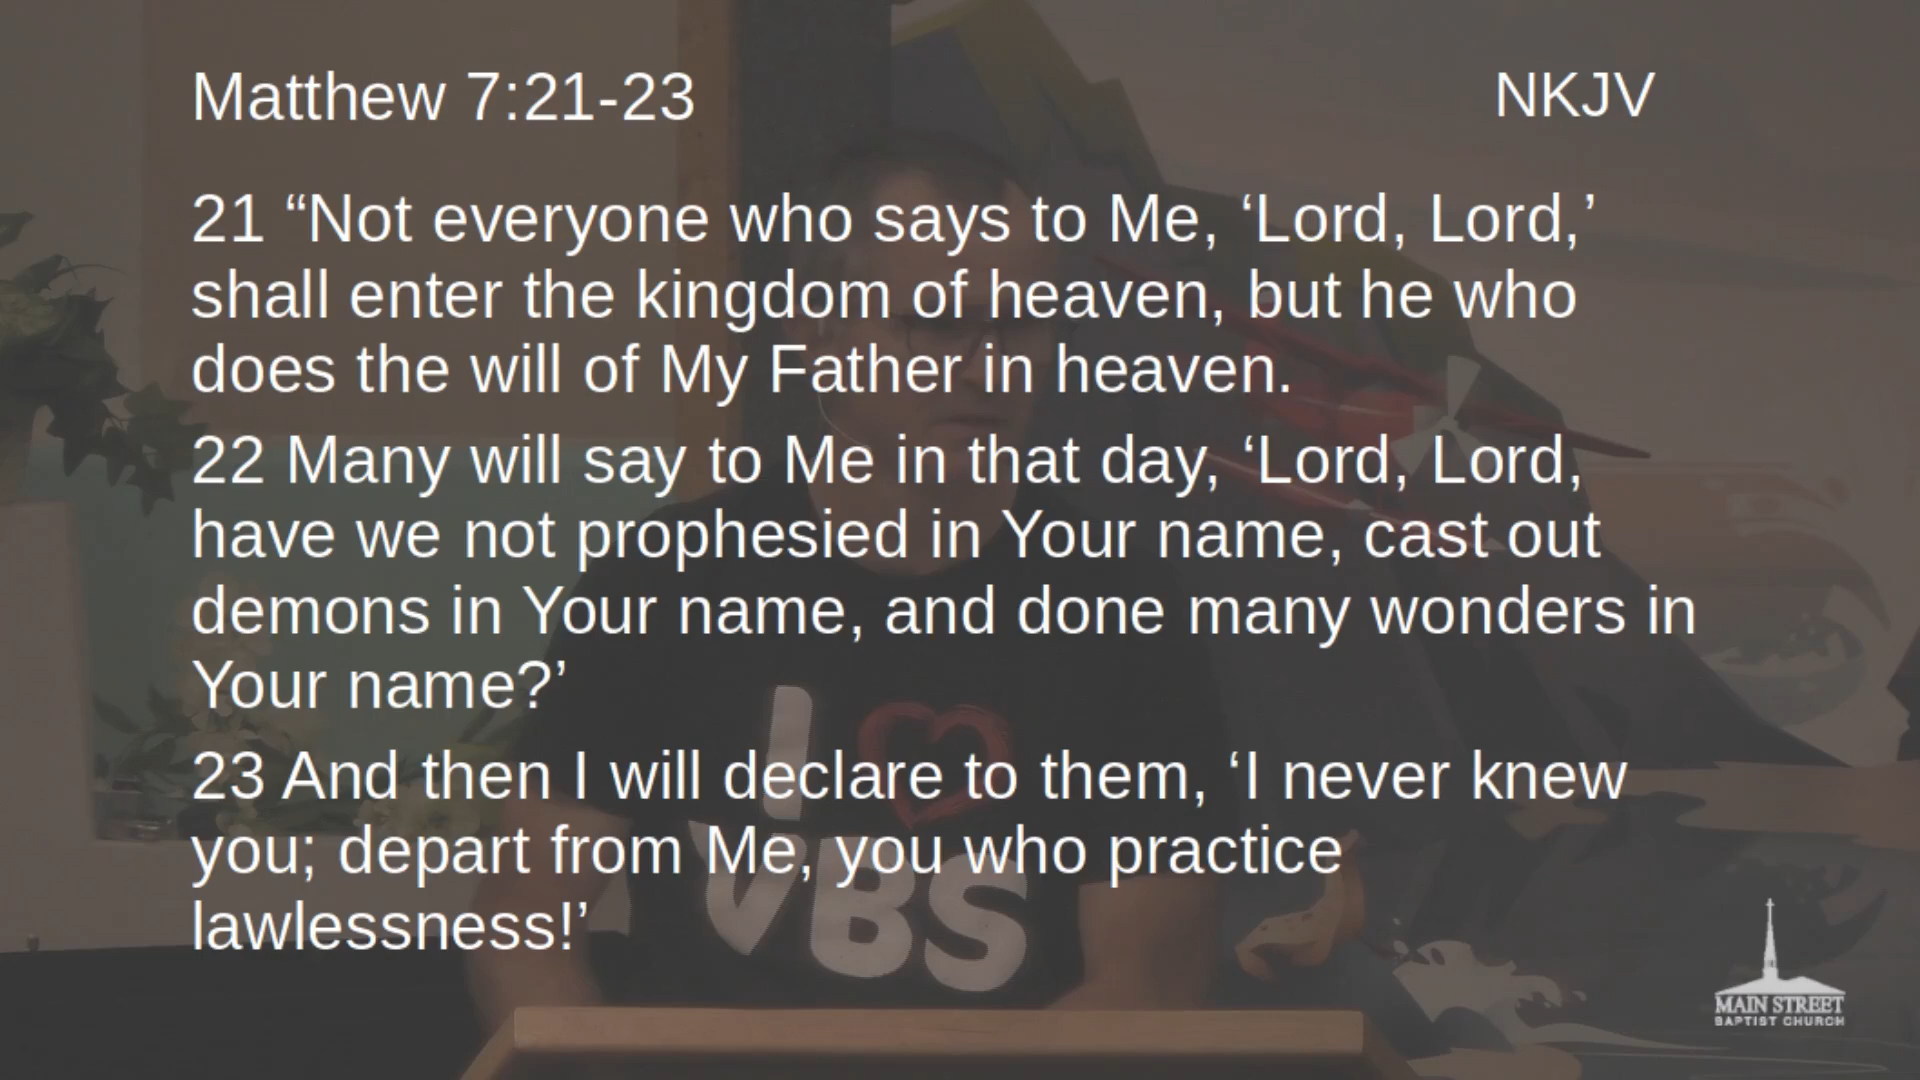 Matthew 7:21-23 NKJV
21 “Not everyone who says to Me, ‘Lord, Lord,’
shall enter the kingdom of heaven, but he who
does the will of My Father in heaven.
22 Many will say to Me in that day, ‘Lord, Lord,
have we not prophesied in Your name, cast out
demons in Your name, and done many wonders in
Your name?’
23 And then I will declare to them, ‘I never knew
you; depart from Me, you who practice
lawlessness!’
I
VBS
MAIN STREET
BAPTIST CHURCH